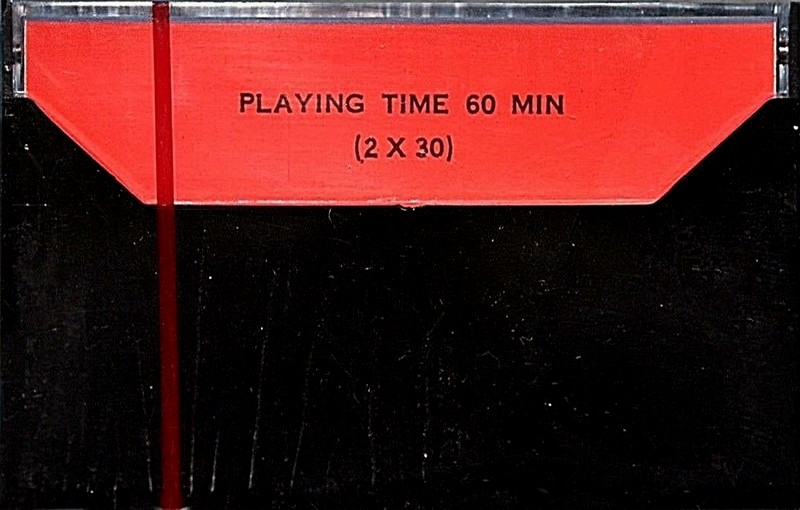 PLAYING TIME 60 MIN
(2 X 30)